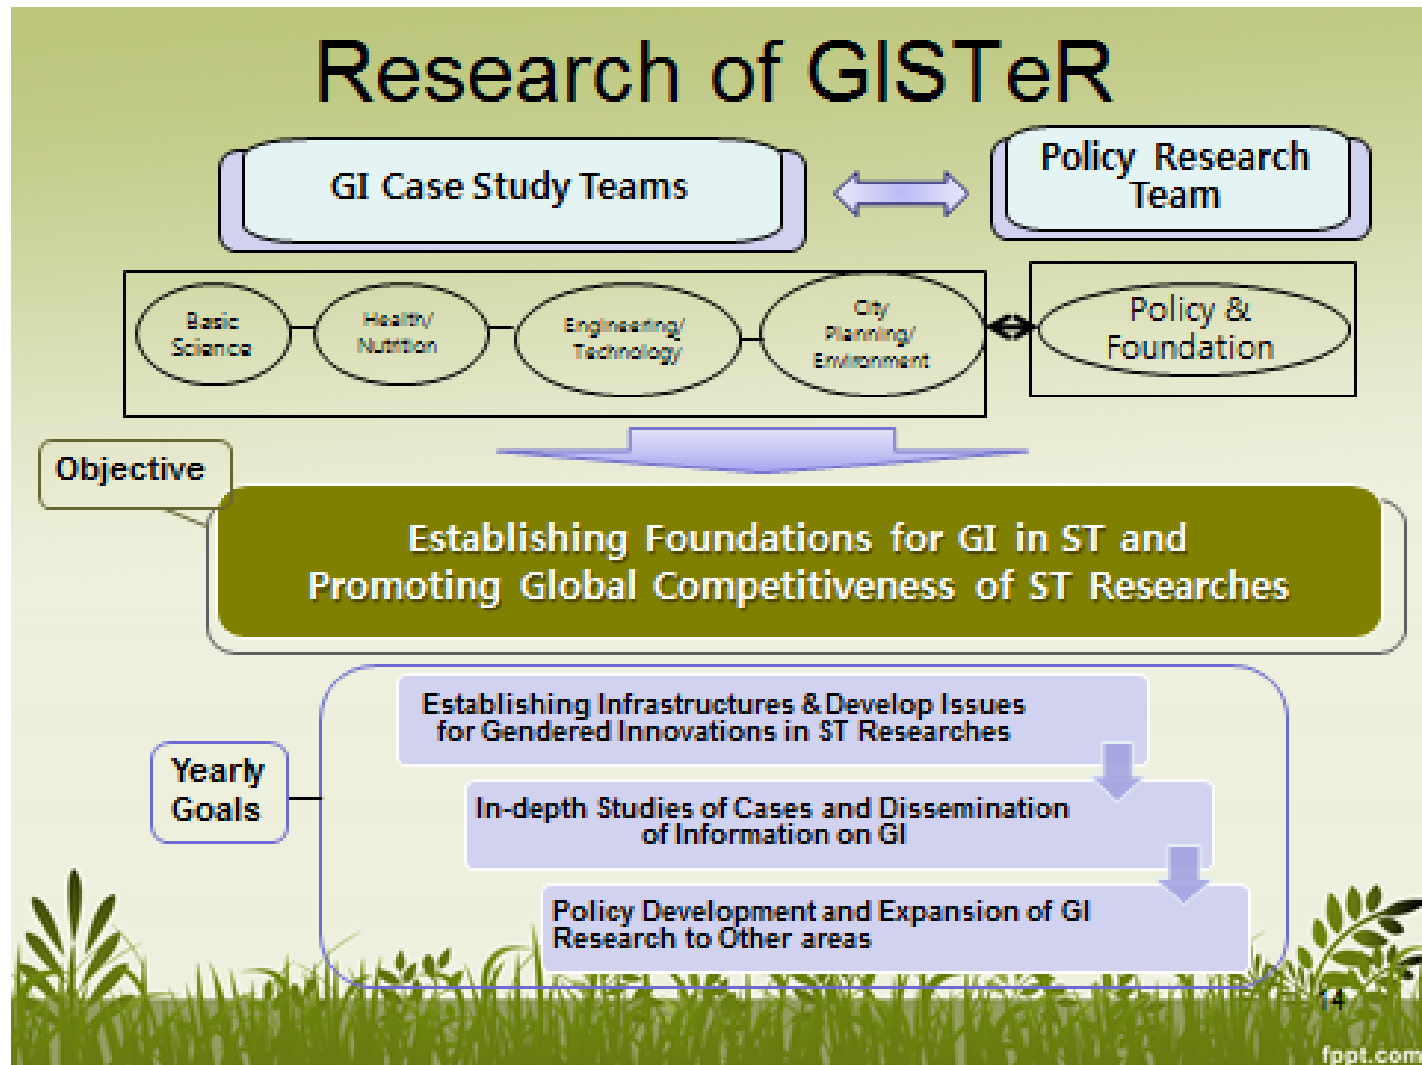 Research of GISTeR
GI Case Study Teams
Policy Research
Team
Basic
Science
Health/
Nutrition
Engineering/
Technology
City
Planning/
Environment
Policy &
Foundation
Objective
Establishing Foundations for GI in ST and
Promoting Global Competitiveness of ST Researches
Yearly
Goals
Establishing Infrastructures & Develop Issues
for Gendered Innovations in ST Researches
In-depth Studies of Cases and Dissemination
of Information on GI
Policy Development and Expansion of GI
Research to Other areas
14
fppt.com